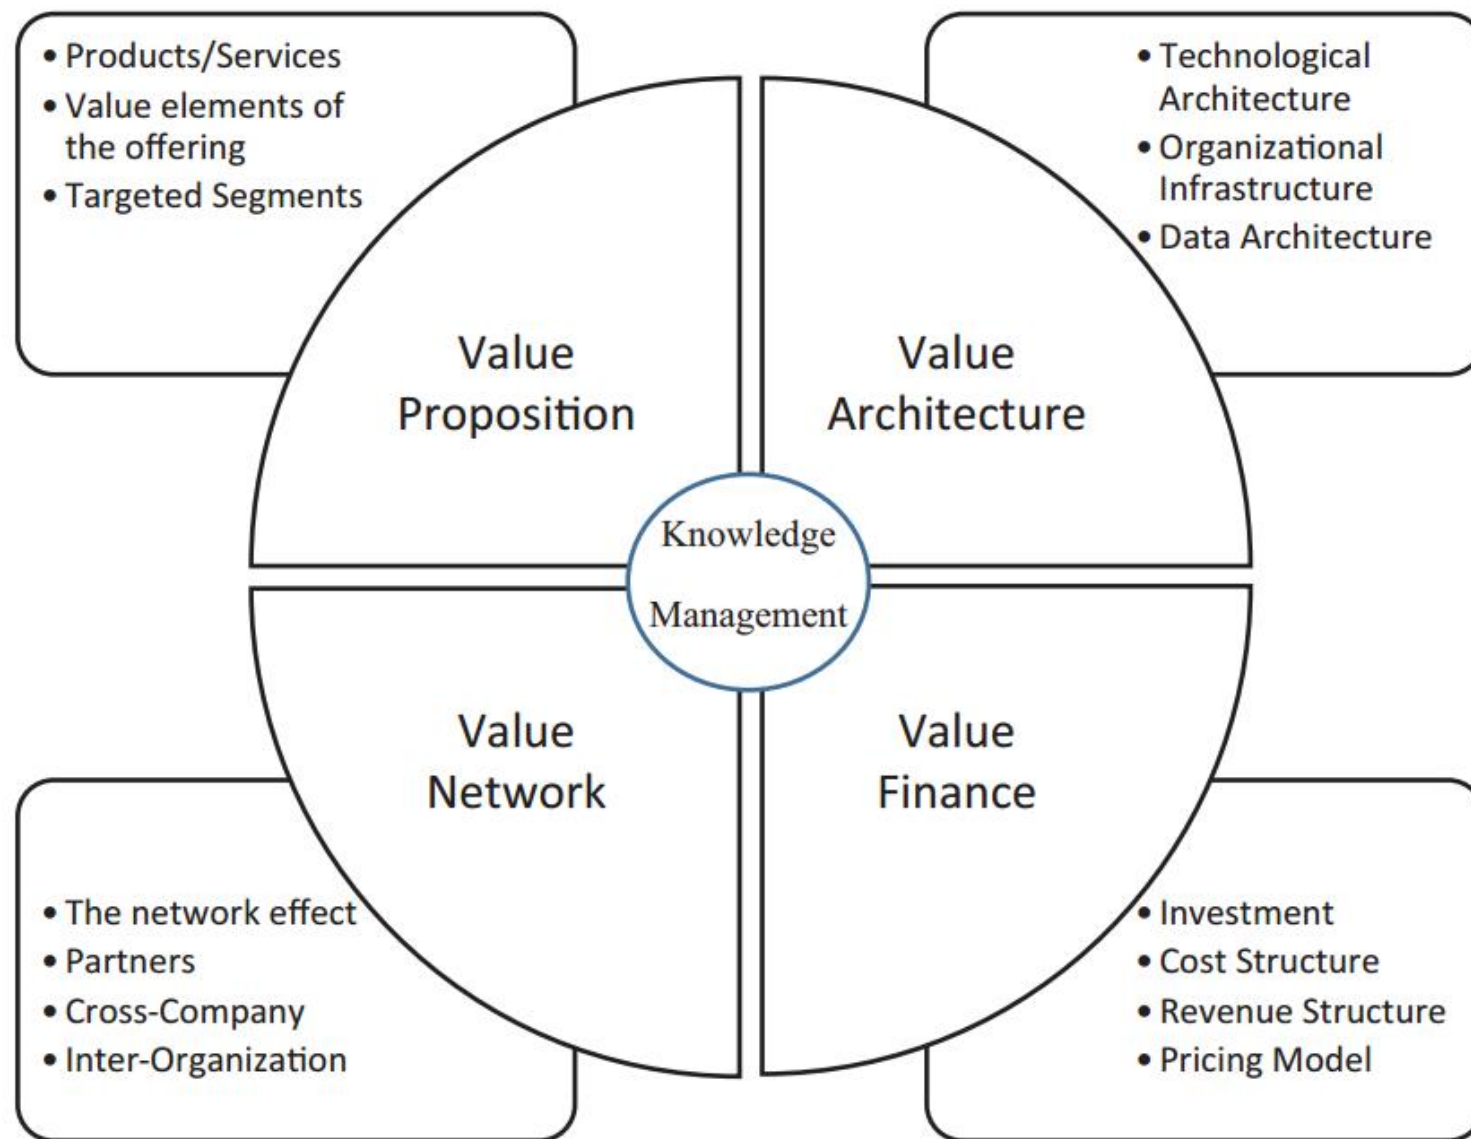 • Products/Services
• Value elements of
the offering
• Targeted Segments
• Technological
Architecture
• Organizational
Infrastructure
• Data Architecture
Value
Proposition
Value
Architecture
Knowledge
Management
Value
Network
Value
Finance
• The network effect
• Partners
• Cross-Company
• Inter-Organization
• Investment
• Cost Structure
• Revenue Structure
• Pricing Model